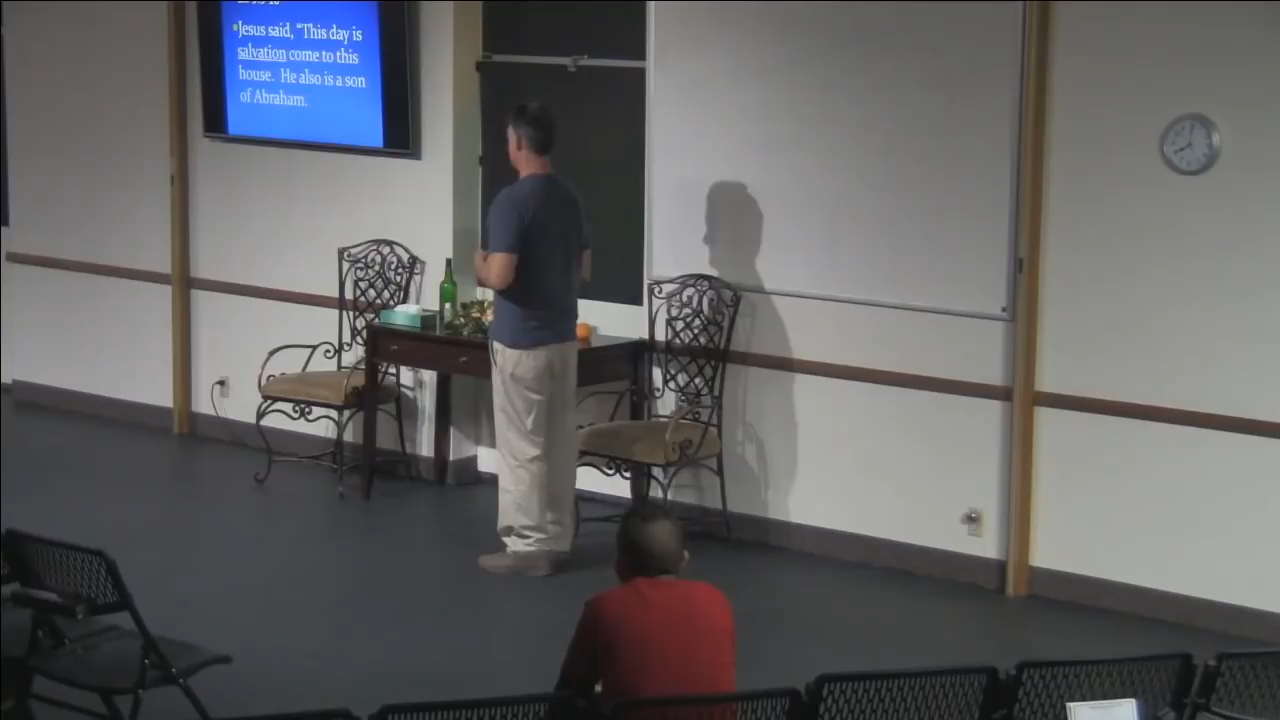 •Jesus said, “This day is
salvation come to this
house.  He also is a son
of Abraham.